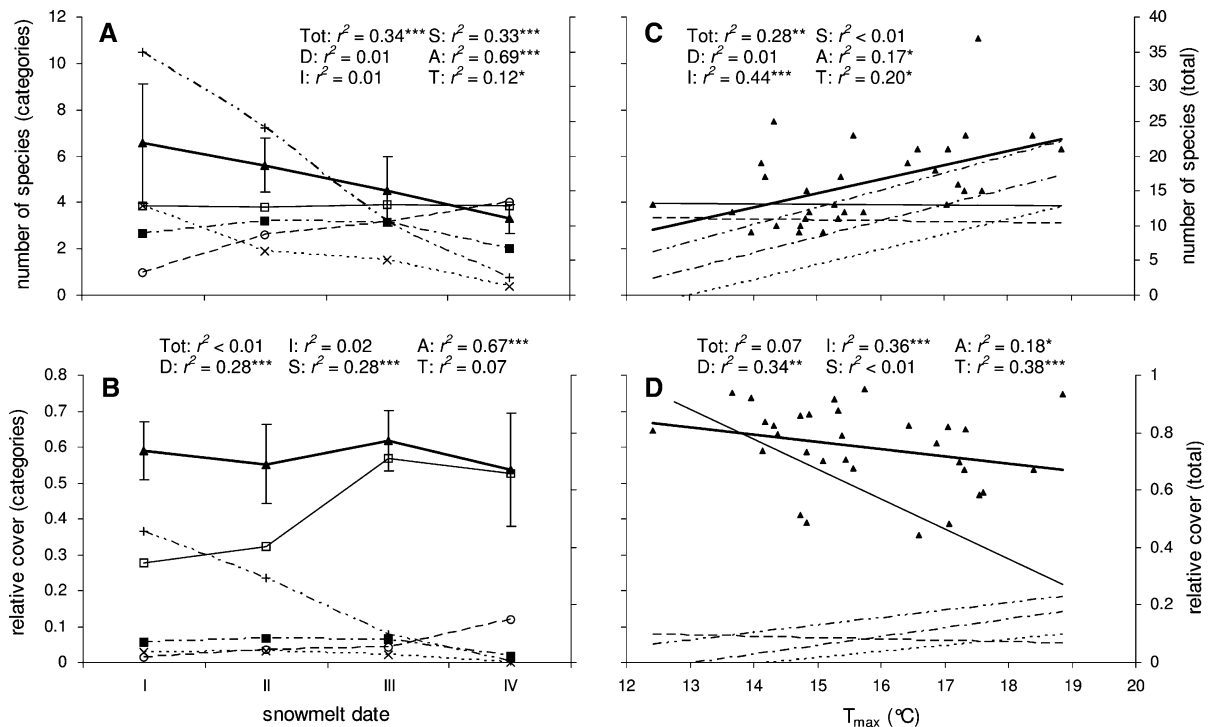 A
Tot: r² = 0.34*** S: r² = 0.33***
D: r² = 0.01 A: r² = 0.69***
I: r² = 0.01 T: r² = 0.12*
12
10
8
6
4
2
0
number of species (categories)
C
Tot: r² = 0.28** S: r² < 0.01
D: r² = 0.01 A: r² = 0.17*
I: r² = 0.44*** T: r² = 0.20*
40
35
30
25
20
15
10
5
0
number of species (total)
B
Tot: r² < 0.01 I: r² = 0.02 A: r² = 0.67***
D: r² = 0.28*** S: r² = 0.28*** T: r² = 0.07
0.8
0.7
0.6
0.5
0.4
0.3
0.2
0.1
0
relative cover (categories)
I II III IV
snowmelt date
D
Tot: r² = 0.07 I: r² = 0.36*** A: r² = 0.18*
D: r² = 0.34** S: r² < 0.01 T: r² = 0.38***
1
0.8
0.6
0.4
0.2
0
relative cover (total)
12 13 14 15 16 17 18 19 20
Tmax (°C)